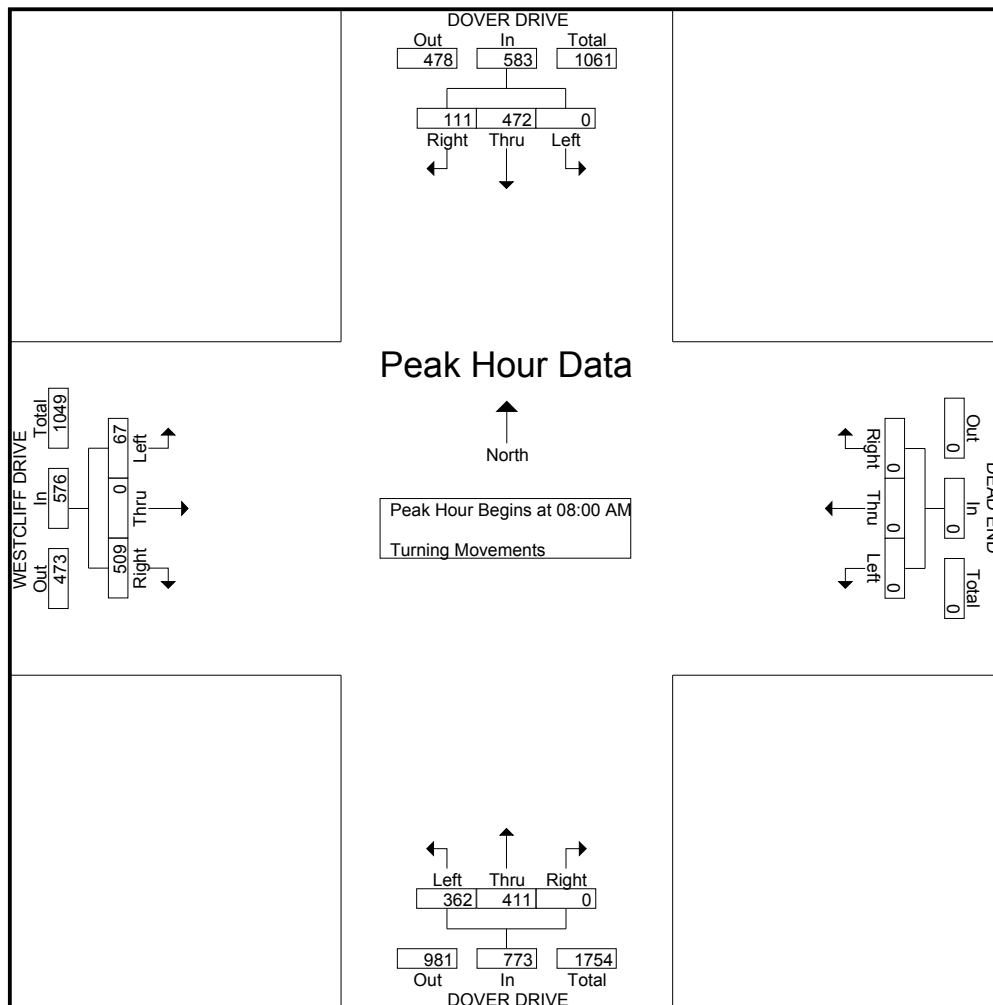 DOVER DRIVE
Out In Total
478 583 1061
111 472 0
Right Thru Left
Peak Hour Data
North
Peak Hour Begins at 08:00 AM
Turning Movements
WESTCLIFF DRIVE
Out In Total
473 576 1049
509 0 67
Right Thru Left
DEAD END
Out In Total
0 0 0
Right Thru Left
0 0 0
Left Thru Right
362 411 0
981 773 1754
Out In Total
DOVER DRIVE